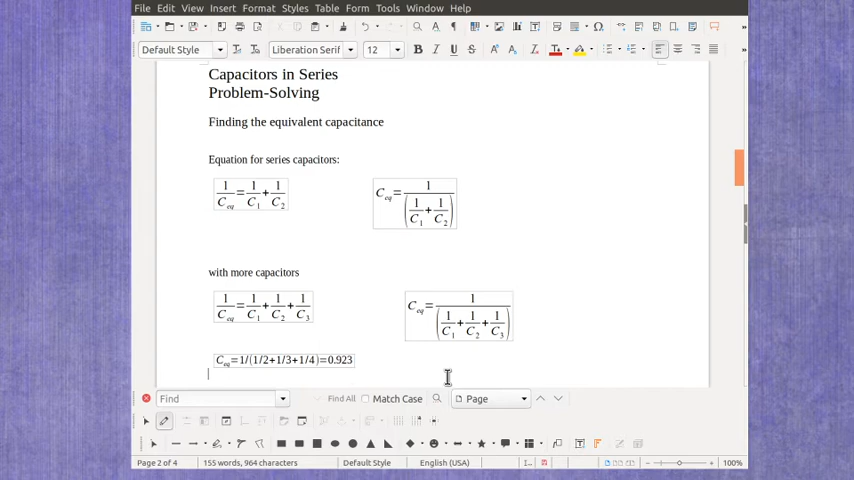 File Edit View Insert Format Styles Table Form Tools Window Help
Default Style Liberation Serif 12
Capacitors in Series
Problem-Solving
Finding the equivalent capacitance
Equation for series capacitors:
1/C_eq = 1/C_1 + 1/C_2 C_eq = 1/(1/C_1 + 1/C_2)
with more capacitors
1/C_eq = 1/C_1 + 1/C_2 + 1/C_3 C_eq = 1/(1/C_1 + 1/C_2 + 1/C_3)
C_eq=1/(1/2+1/3+1/4)=0.923
Find Find All Match Case Page
Page 2 of 4 155 words, 964 characters Default Style English (USA) 100%